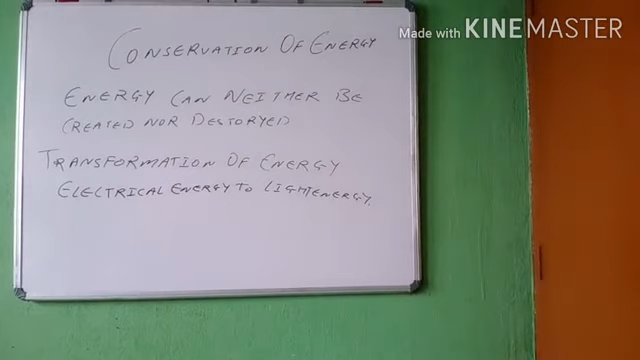 Made with KINEMASTER
CONSERVATION OF ENERGY
ENERGY CAN NEITHER BE
CREATED NOR DESTORYED
TRANSFORMATION OF ENERGY
ELECTRICAL ENERGY TO LIGHT ENERGY.